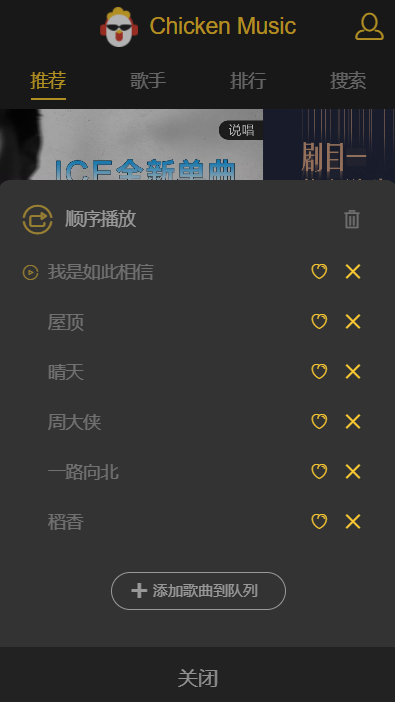 Chicken Music
推荐 歌手 排行 搜索
说唱
ICE全新单曲
剧目一
顺序播放
我是如此相信
屋顶
晴天
周大侠
一路向北
稻香
添加歌曲到队列
关闭